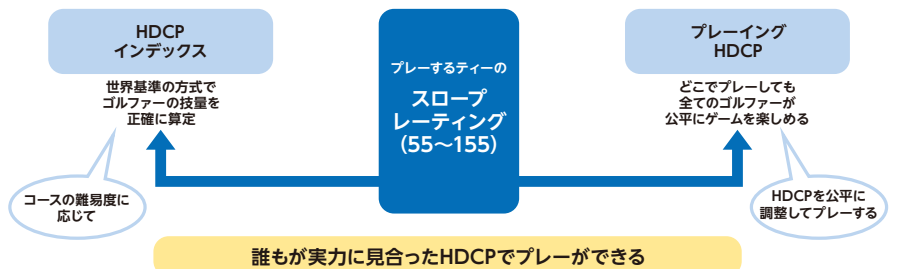 HDCP
インデックス
世界基準の方式で
ゴルファーの技量を
正確に算定
コースの難易度に
応じて
プレーするティーの
スロープ
レーティング
(55〜155)
プレーイング
HDCP
どこでプレーしても
全てのゴルファーが
公平にゲームを楽しめる
HDCPを公平に
調整してプレーする
誰もが実力に見合ったHDCPでプレーができる